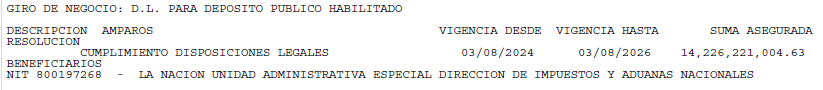 GIRO DE NEGOCIO: D.L. PARA DEPOSITO PUBLICO HABILITADO
DESCRIPCION AMPAROS VIGENCIA DESDE VIGENCIA HASTA SUMA ASEGURADA
RESOLUCION
CUMPLIMIENTO DISPOSICIONES LEGALES 03/08/2024 03/08/2026 14,226,221,004.63
BENEFICIARIOS
NIT 800197268 - LA NACION UNIDAD ADMINISTRATIVA ESPECIAL DIRECCION DE IMPUESTOS Y ADUANAS NACIONALES